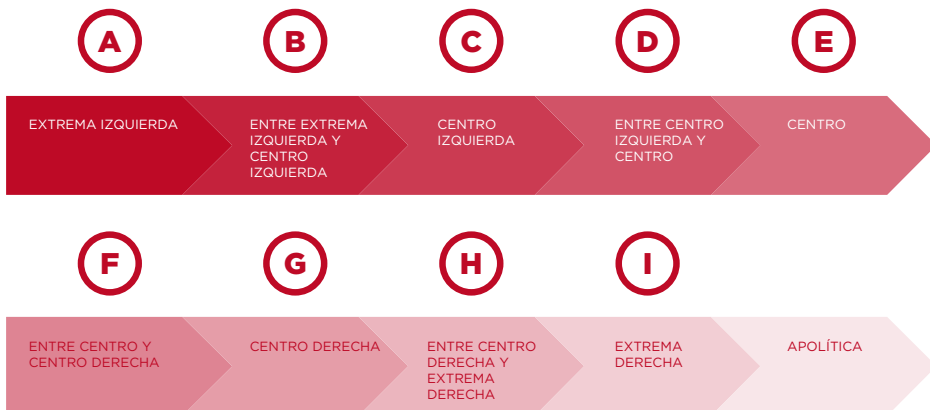 A
B
C
D
E
EXTREMA IZQUIERDA
ENTRE EXTREMA
IZQUIERDA Y
CENTRO
IZQUIERDA
CENTRO
IZQUIERDA
ENTRE CENTRO
IZQUIERDA Y
CENTRO
CENTRO
F
G
H
I
ENTRE CENTRO Y
CENTRO DERECHA
CENTRO DERECHA
ENTRE CENTRO
DERECHA Y
EXTREMA
DERECHA
EXTREMA
DERECHA
APOLÍTICA